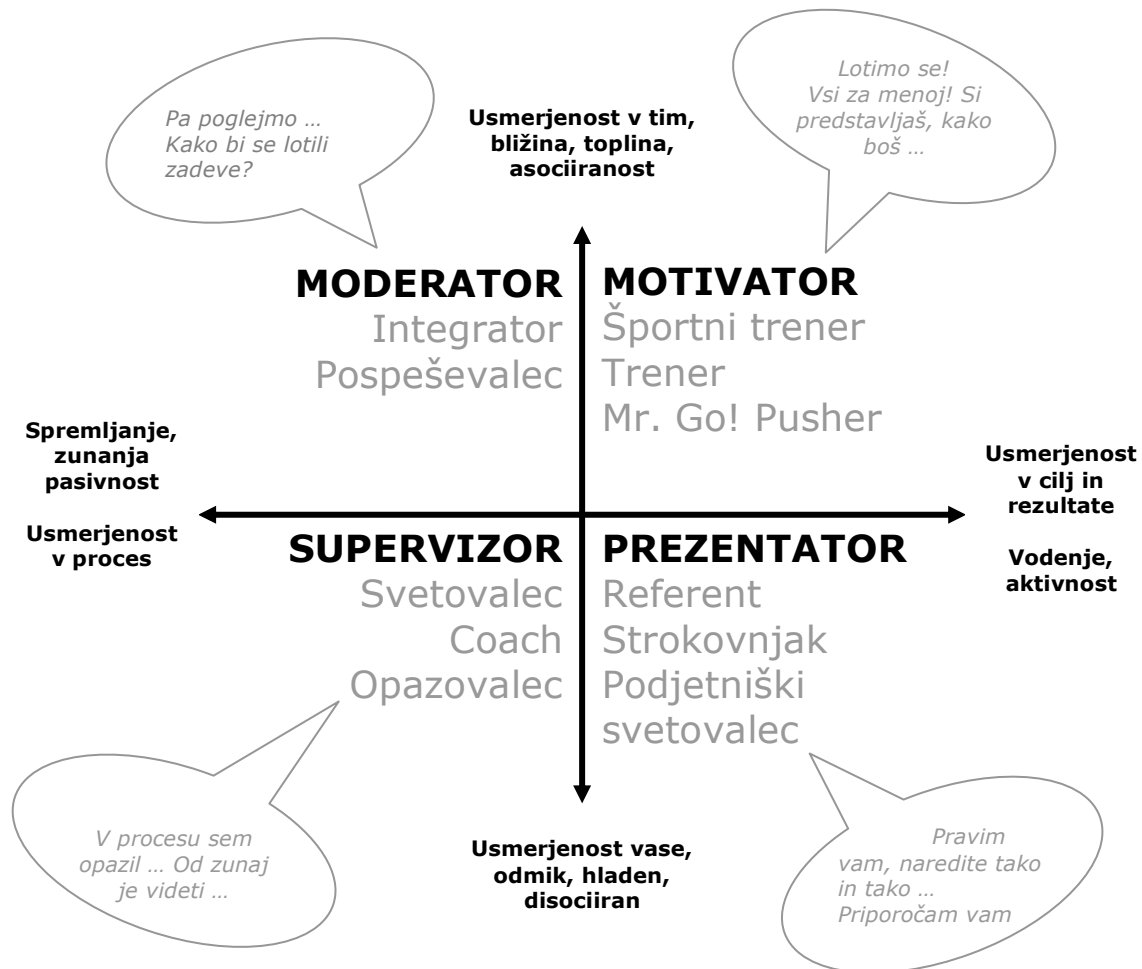 Pa poglejmo …
Kako bi se lotili
zadeve?
Usmerjenost v tim,
bližina, toplina,
asociiranost
Lotimo se!
Vsi za menoj! Si
predstavljaš, kako
boš …
MODERATOR
Integrator
Pospeševalec
MOTIVATOR
Športni trener
Trener
Mr. Go! Pusher
Spremljanje,
zunanja
pasivnost
Usmerjenost
v proces
Usmerjenost
v cilj in
rezultate
Vodenje,
aktivnost
SUPERVIZOR
Svetovalec
Coach
Opazovalec
PREZENTATOR
Referent
Strokovnjak
Podjetniški
svetovalec
V procesu sem
opazil … Od zunaj
je videti …
Usmerjenost vase,
odmik, hladen,
disociiran
Pravim
vam, naredite tako
in tako …
Priporočam vam